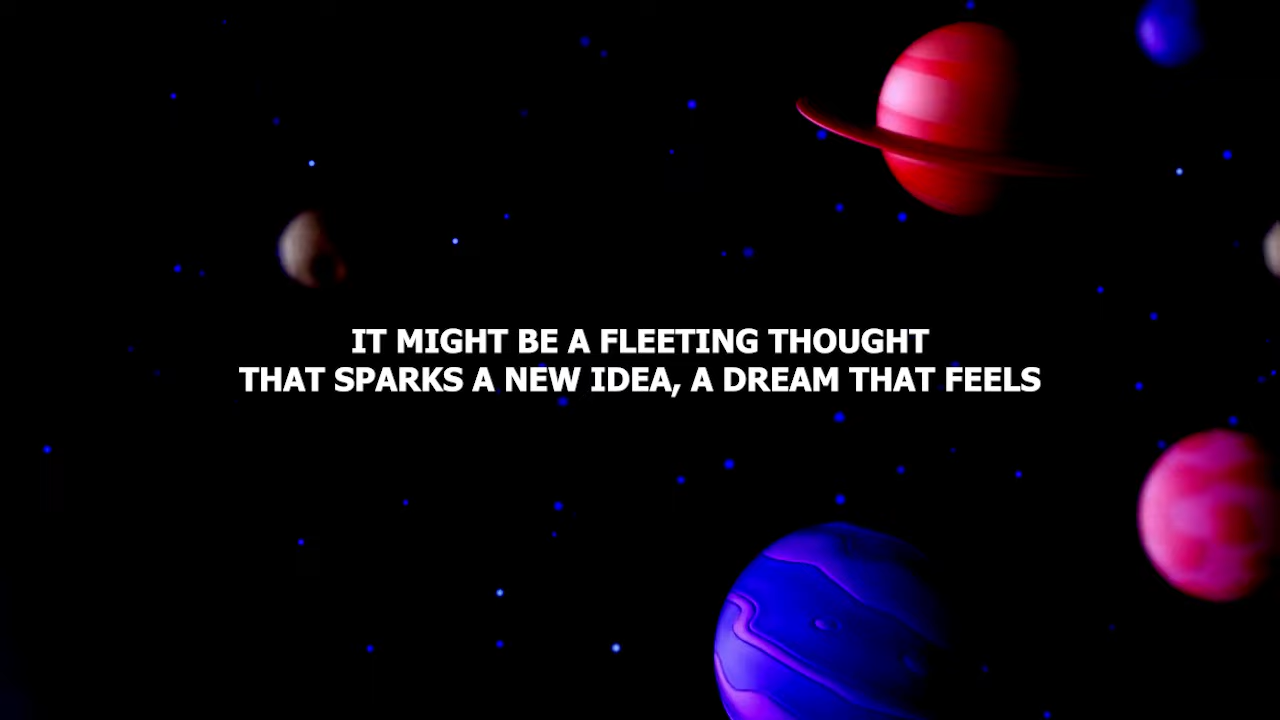 IT MIGHT BE A FLEETING THOUGHT
THAT SPARKS A NEW IDEA, A DREAM THAT FEELS